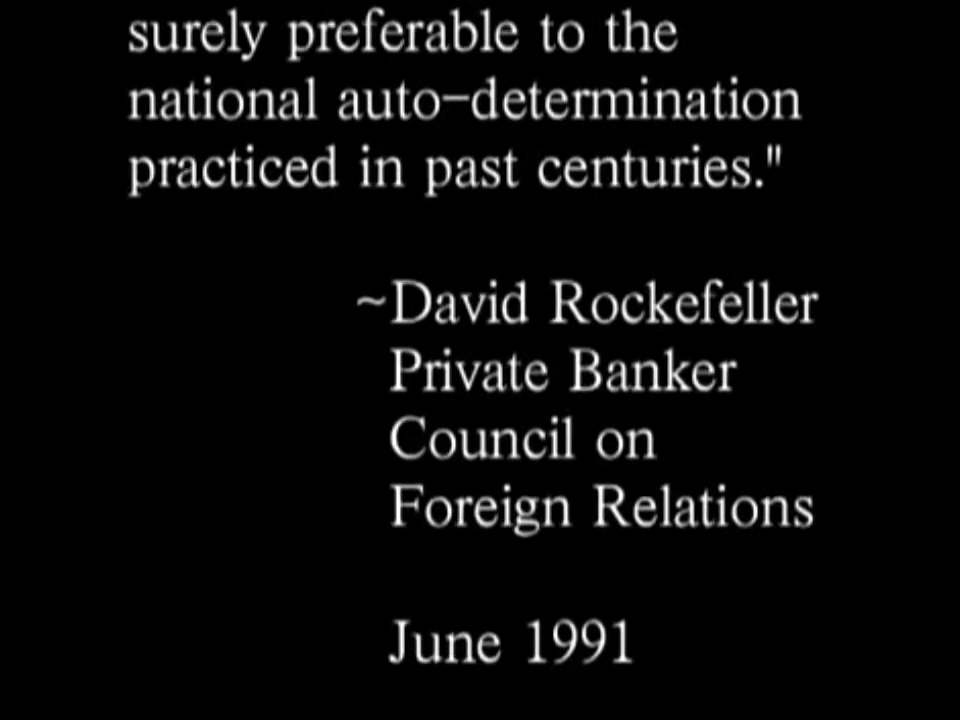 surely preferable to the
national auto-determination
practiced in past centuries."
~David Rockefeller
Private Banker
Council on
Foreign Relations
June 1991